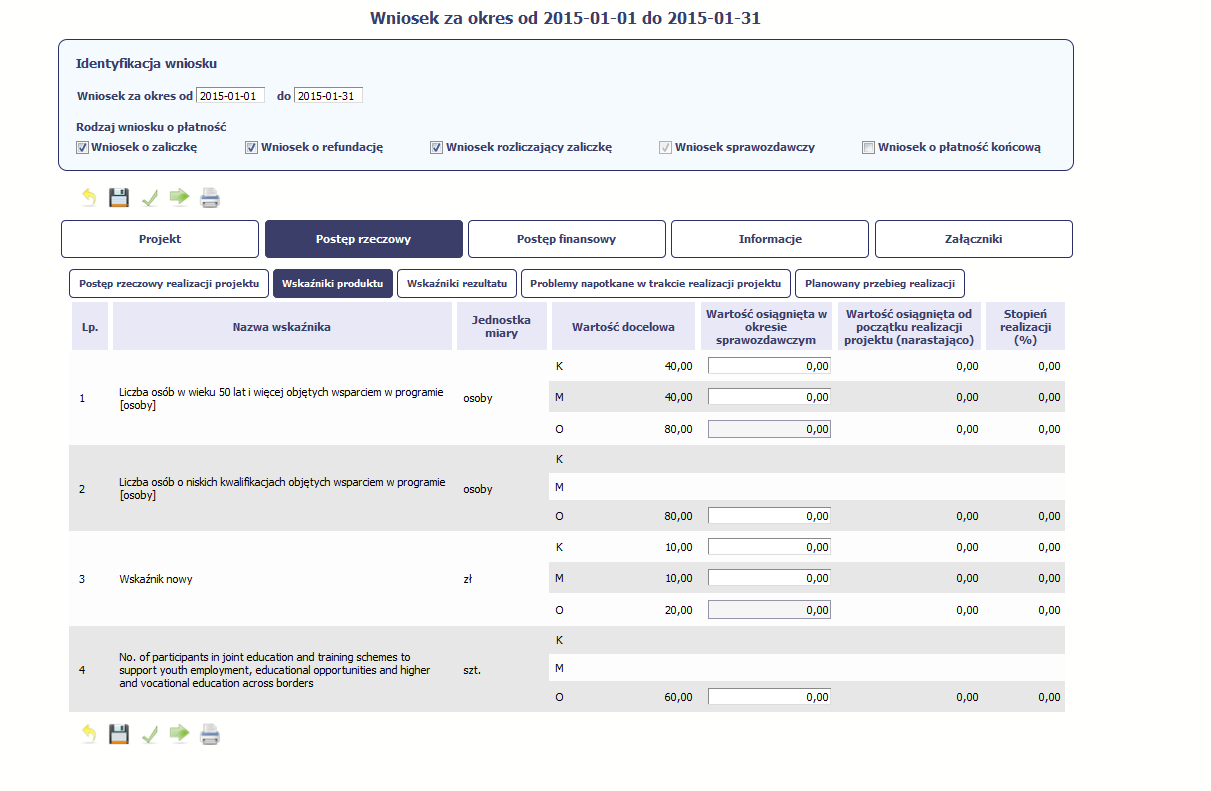 Wniosek za okres od 2015-01-01 do 2015-01-31
Identyfikacja wniosku
Wniosek za okres od 2015-01-01 do 2015-01-31
Rodzaj wniosku o płatność
Wniosek o zaliczkę Wniosek o refundację Wniosek rozliczający zaliczkę Wniosek sprawozdawczy Wniosek o płatność końcową
Projekt Postęp rzeczowy Postęp finansowy Informacje Załączniki
Postęp rzeczowy realizacji projektu Wskaźniki produktu Wskaźniki rezultatu Problemy napotkane w trakcie realizacji projektu Planowany przebieg realizacji
Lp.
Nazwa wskaźnika
Jednostka
miary
Wartość docelowa
Wartość osiągnięta w
okresie
sprawozdawczym
Wartość osiągnięta od
początku realizacji
projektu (narastająco)
Stopień
realizacji
(%)
1
Liczba osób w wieku 50 lat i więcej objętych wsparciem w programie
[osoby]
osoby
K 40,00 0,00 0,00 0,00
M 40,00 0,00 0,00 0,00
O 80,00 0,00 0,00 0,00
2
Liczba osób o niskich kwalifikacjach objętych wsparciem w programie
[osoby]
osoby
K
M
O 80,00 0,00 0,00 0,00
3
Wskaźnik nowy
zł
K 10,00 0,00 0,00 0,00
M 10,00 0,00 0,00 0,00
O 20,00 0,00 0,00 0,00
4
No. of participants in joint education and training schemes to
support youth employment, educational opportunities and higher
and vocational education across borders
szt.
K
M
O 60,00 0,00 0,00 0,00